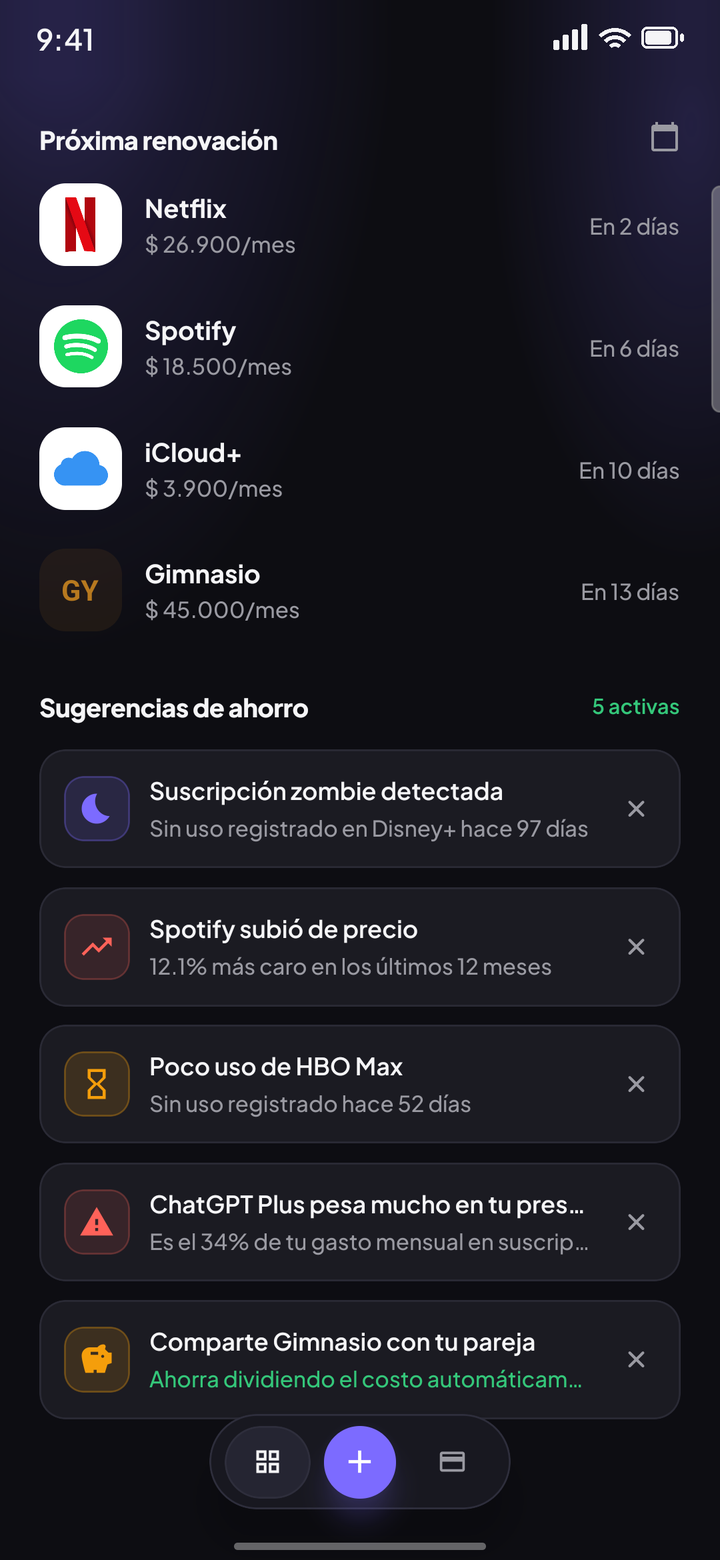 9:41
Próxima renovación
Netflix
$ 26.900/mes
En 2 días
Spotify
$ 18.500/mes
En 6 días
iCloud+
$ 3.900/mes
En 10 días
GY
Gimnasio
$ 45.000/mes
En 13 días
Sugerencias de ahorro
5 activas
Suscripción zombie detectada
Sin uso registrado en Disney+ hace 97 días
Spotify subió de precio
12.1% más caro en los últimos 12 meses
Poco uso de HBO Max
Sin uso registrado hace 52 días
ChatGPT Plus pesa mucho en tu pres…
Es el 34% de tu gasto mensual en suscrip…
Comparte Gimnasio con tu pareja
Ahorra dividiendo el costo automáticam…